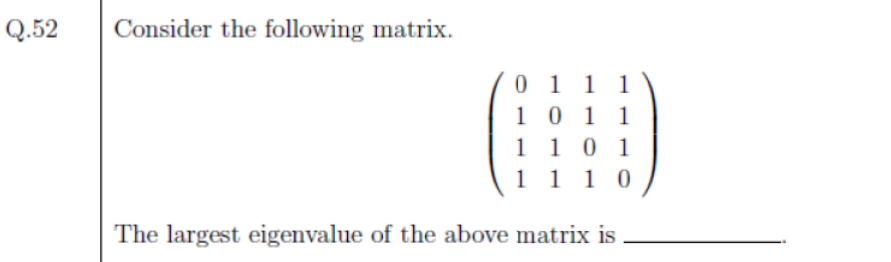 Q.52 Consider the following matrix.
0 1 1 1
1 0 1 1
1 1 0 1
1 1 1 0
The largest eigenvalue of the above matrix is ________.